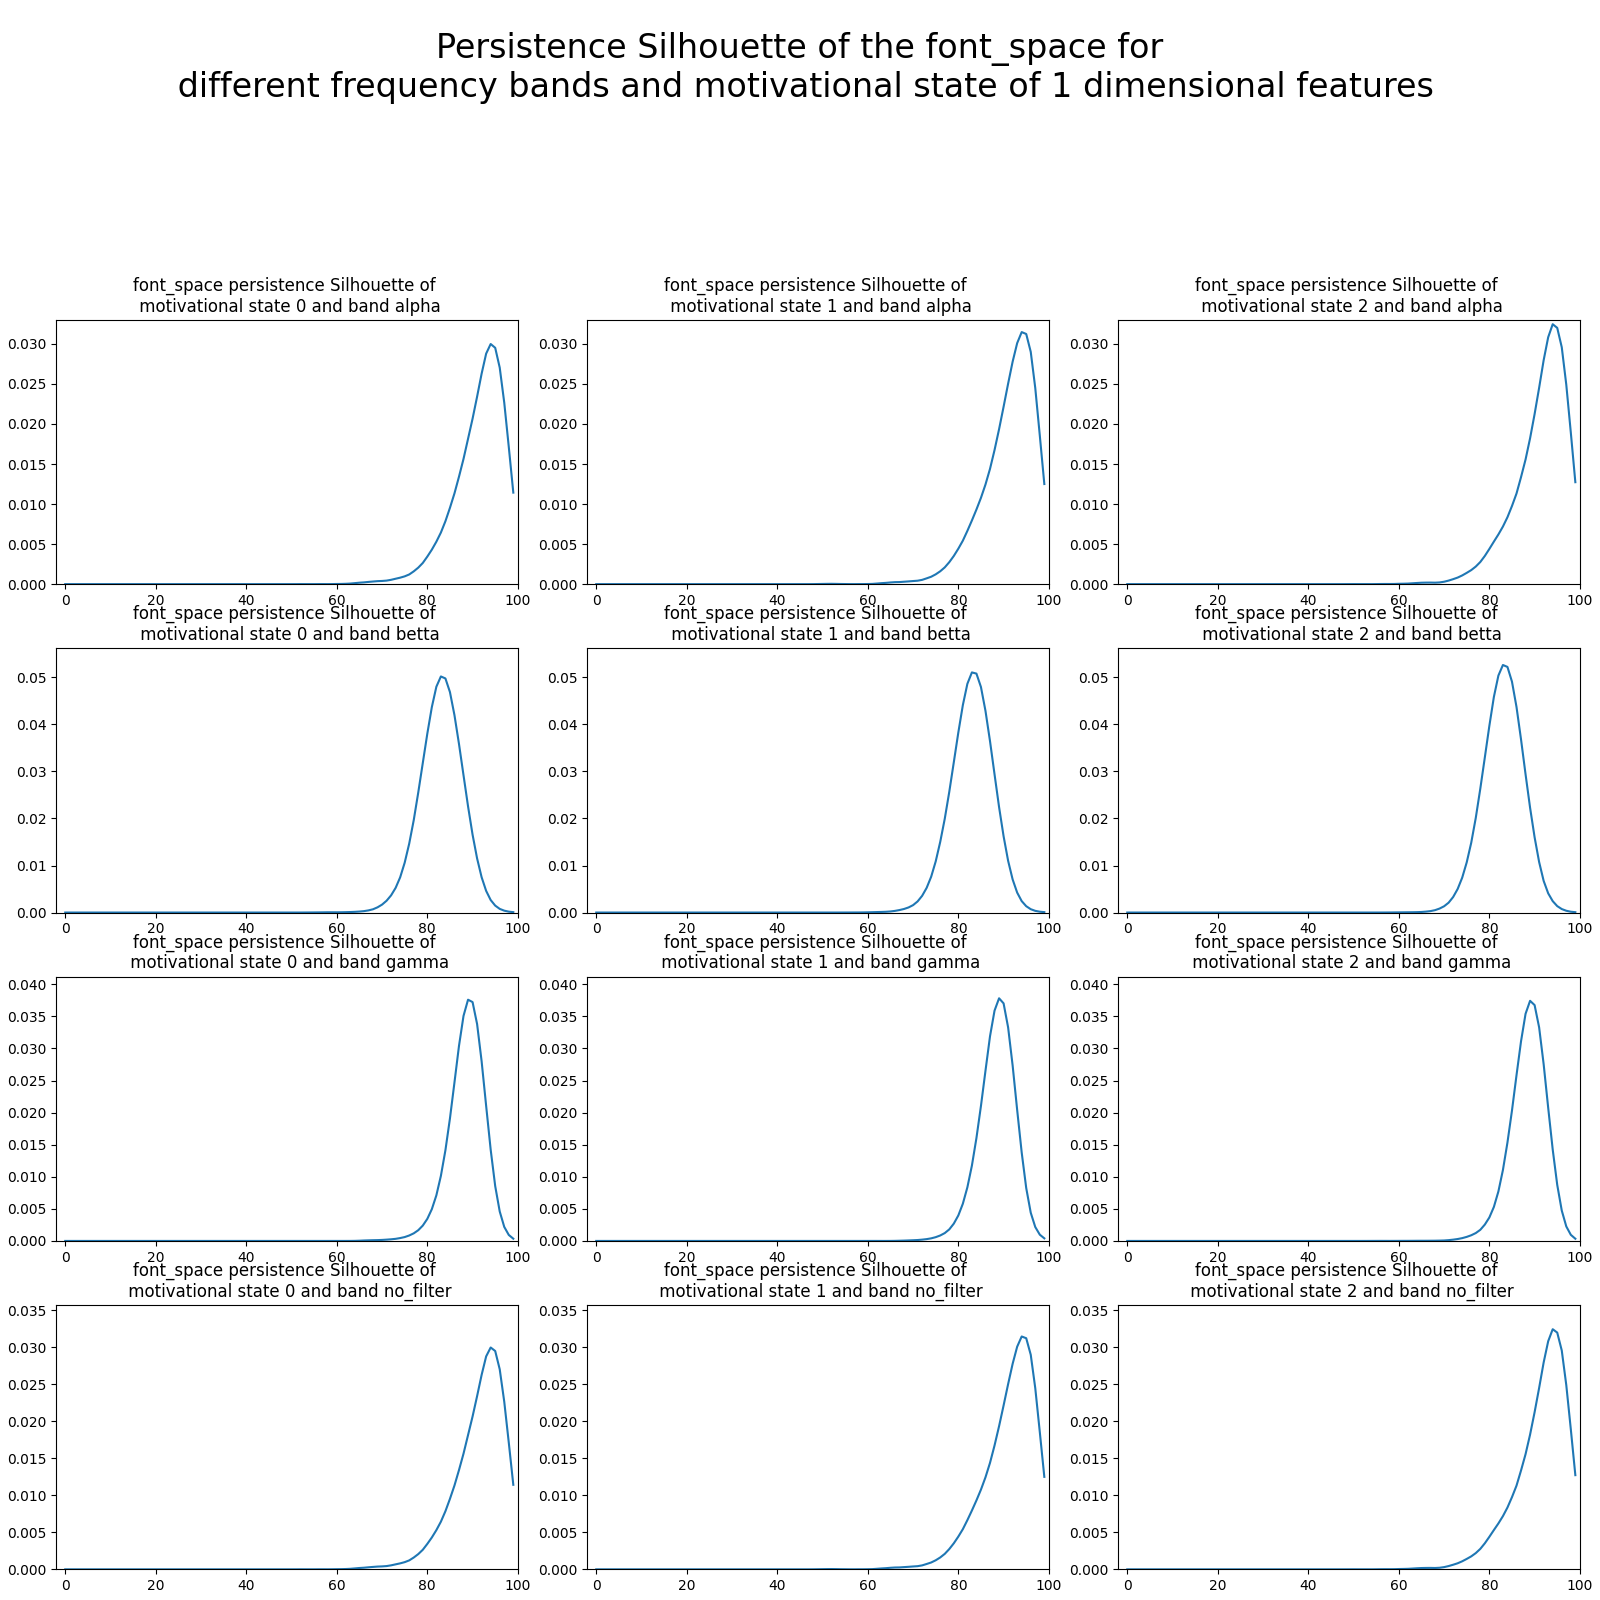 Persistence Silhouette of the font_space for
different frequency bands and motivational state of 1 dimensional features
font_space persistence Silhouette of
motivational state 0 and band alpha
0.030
0.025
0.020
0.015
0.010
0.005
0.000
0 20 40 60 80 100
font_space persistence Silhouette of
motivational state 1 and band alpha
0.030
0.025
0.020
0.015
0.010
0.005
0.000
0 20 40 60 80 100
font_space persistence Silhouette of
motivational state 2 and band alpha
0.030
0.025
0.020
0.015
0.010
0.005
0.000
0 20 40 60 80 100
font_space persistence Silhouette of
motivational state 0 and band betta
0.05
0.04
0.03
0.02
0.01
0.00
0 20 40 60 80 100
font_space persistence Silhouette of
motivational state 1 and band betta
0.05
0.04
0.03
0.02
0.01
0.00
0 20 40 60 80 100
font_space persistence Silhouette of
motivational state 2 and band betta
0.05
0.04
0.03
0.02
0.01
0.00
0 20 40 60 80 100
font_space persistence Silhouette of
motivational state 0 and band gamma
0.040
0.035
0.030
0.025
0.020
0.015
0.010
0.005
0.000
0 20 40 60 80 100
font_space persistence Silhouette of
motivational state 1 and band gamma
0.040
0.035
0.030
0.025
0.020
0.015
0.010
0.005
0.000
0 20 40 60 80 100
font_space persistence Silhouette of
motivational state 2 and band gamma
0.040
0.035
0.030
0.025
0.020
0.015
0.010
0.005
0.000
0 20 40 60 80 100
font_space persistence Silhouette of
motivational state 0 and band no_filter
0.035
0.030
0.025
0.020
0.015
0.010
0.005
0.000
0 20 40 60 80 100
font_space persistence Silhouette of
motivational state 1 and band no_filter
0.035
0.030
0.025
0.020
0.015
0.010
0.005
0.000
0 20 40 60 80 100
font_space persistence Silhouette of
motivational state 2 and band no_filter
0.035
0.030
0.025
0.020
0.015
0.010
0.005
0.000
0 20 40 60 80 100